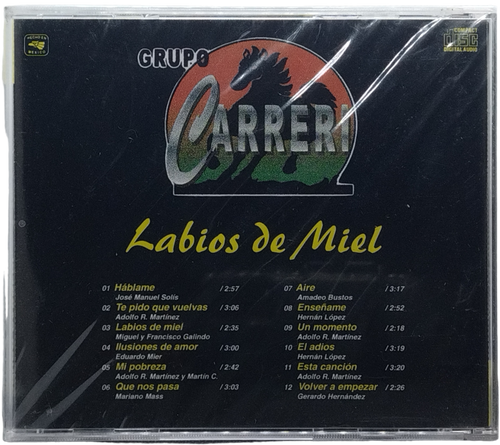 HECHO EN
MEXICO
COMPACT
DISC
DIGITAL AUDIO
GRUPO
CARRERI
Labios de Miel
01 Háblame /2:57
José Manuel Solís
02 Te pido que vuelvas /3:06
Adolfo R. Martínez
03 Labios de miel /2:35
Miguel y Francisco Galindo
04 Ilusiones de amor /3:00
Eduardo Mier
05 Mi pobreza /2:42
Adolfo R. Martínez y Martín C.
06 Que nos pasa /3:03
Mariano Mass
07 Aire /3:17
Amadeo Bustos
08 Enseñame /2:52
Hernán López
09 Un momento /2:18
Adolfo R. Martínez
10 El adios /3:19
Hernán López
11 Esta canción /3:20
Adolfo R. Martínez
12 Volver a empezar /2:26
Gerardo Hernández